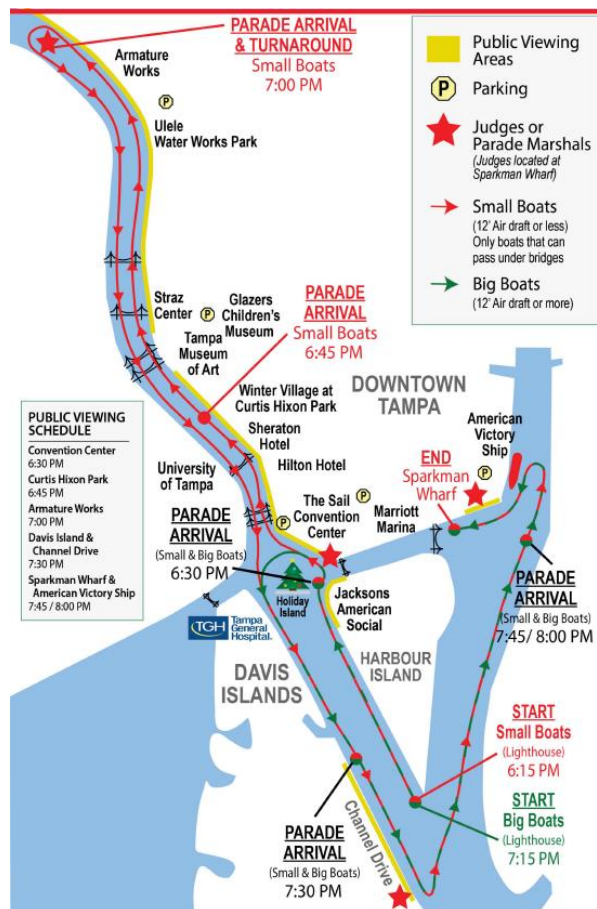 PARADE ARRIVAL
& TURNAROUND
Small Boats
7:00 PM
Armature
Works
P
Ulele
Water Works Park
Public Viewing
Areas
P
Parking
Judges or
Parade Marshals
(Judges located at
Sparkman Wharf)
Small Boats
(12' Air draft or less)
Only boats that can
pass under bridges
Big Boats
(12' Air draft or more)
Straz
Center
P
Glazers
Children's
Museum
Tampa
Museum
of Art
PARADE
ARRIVAL
Small Boats
6:45 PM
Winter Village at
Curtis Hixon Park
Sheraton
Hotel
Hilton Hotel
DOWNTOWN
TAMPA
American
Victory
Ship
P
END
Sparkman
Wharf
PUBLIC VIEWING
SCHEDULE
Convention Center
6:30 PM
Curtis Hixon Park
6:45 PM
Armature Works
7:00 PM
Davis Island &
Channel Drive
7:30 PM
Sparkman Wharf &
American Victory Ship
7:45 / 8:00 PM
University
of Tampa
P
The Sail
Convention
Center
P
Marriott
Marina
PARADE
ARRIVAL
(Small & Big Boats)
6:30 PM
Holiday
Island
Jacksons
American
Social
TGH
Tampa
General
Hospital.
HARBOUR
ISLAND
DAVIS
ISLANDS
PARADE
ARRIVAL
(Small & Big Boats)
7:45/ 8:00 PM
START
Small Boats
(Lighthouse)
6:15 PM
START
Big Boats
(Lighthouse)
7:15 PM
Channel Drive
PARADE
ARRIVAL
(Small & Big Boats)
7:30 PM